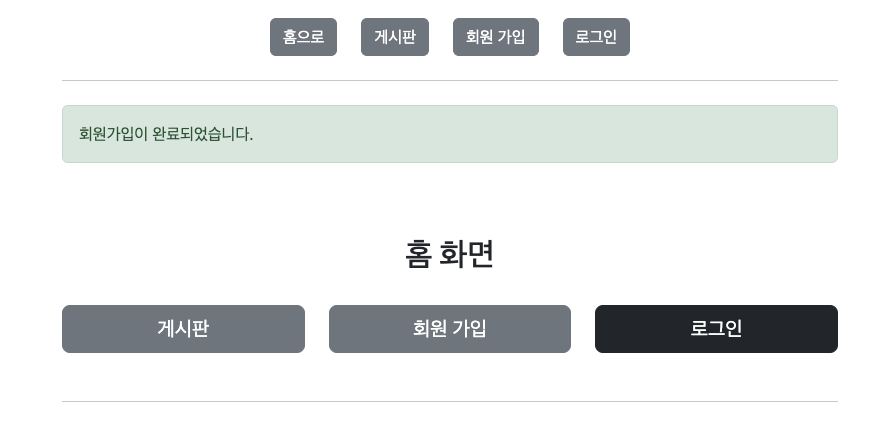 홈으로 게시판 회원 가입 로그인
회원가입이 완료되었습니다.
홈 화면
게시판 회원 가입 로그인